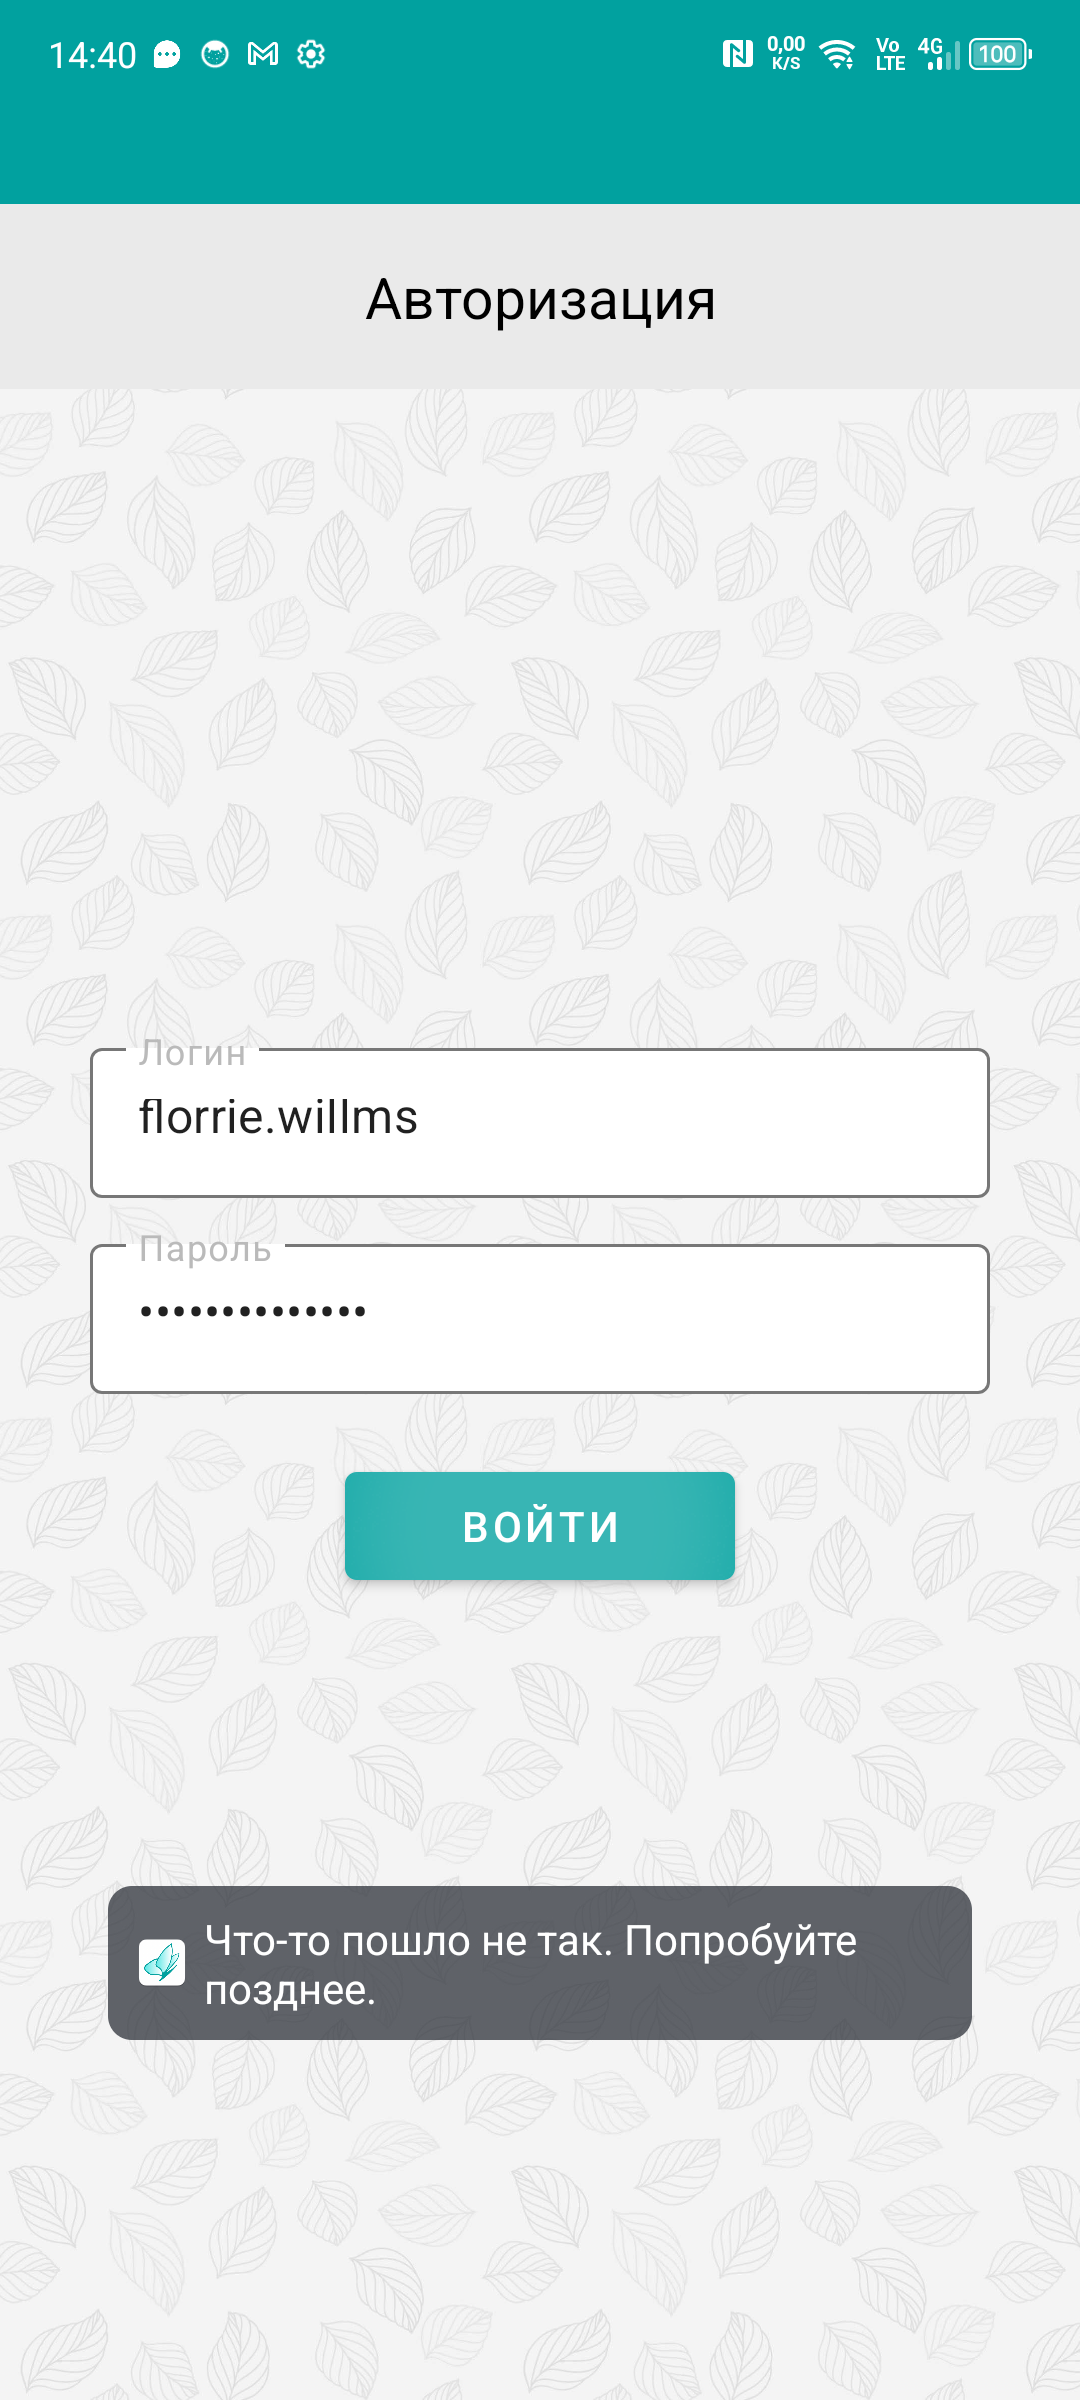 14:40
0,00 K/S
Vo LTE
4G
100
Авторизация
Логин
florrie.willms
Пароль
••••••••••••••
ВОЙТИ
Что-то пошло не так. Попробуйте
позднее.